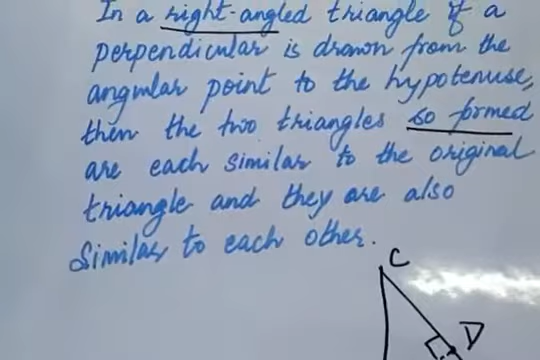 In a right-angled triangle if a
perpendicular is drawn from the
angular point to the hypotenuse,
then the two triangles so formed
are each similar to the original
triangle and they are also
similar to each other.
C
D